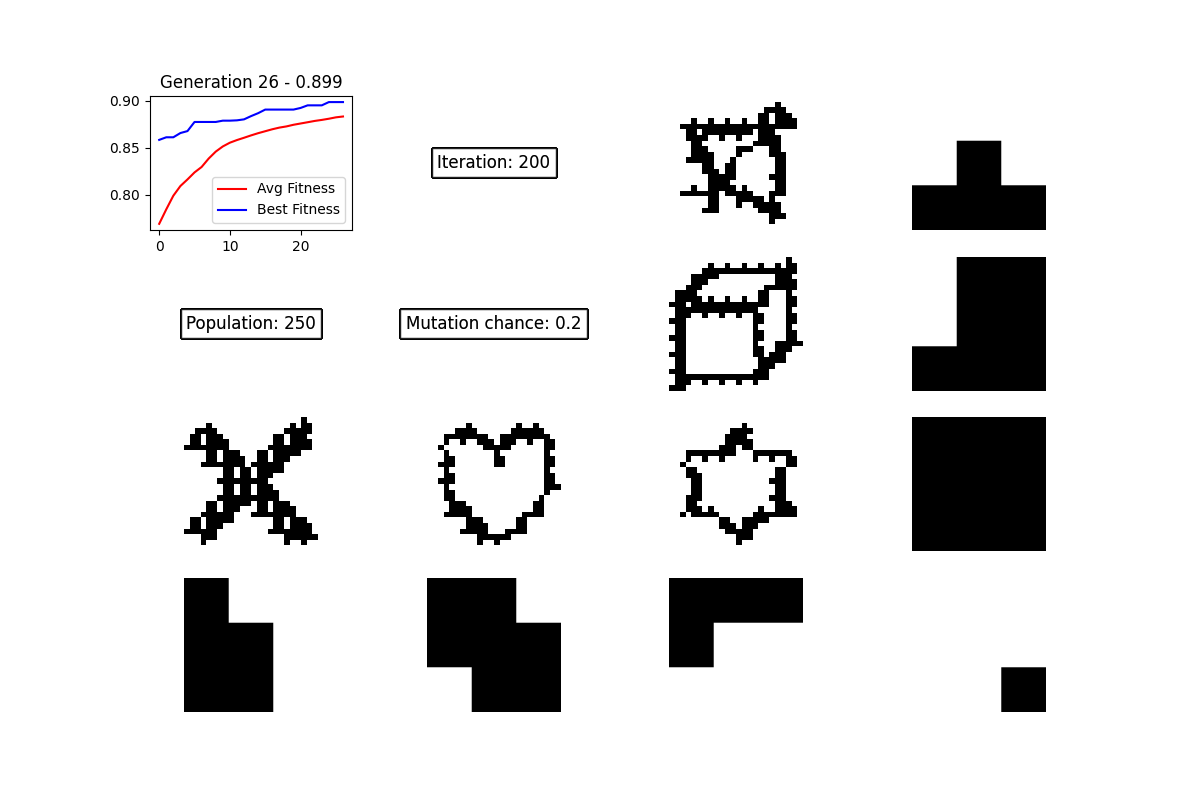 Generation 26 - 0.899
0.90
0.85
0.80
Avg Fitness
Best Fitness
0 10 20
Iteration: 200
Population: 250
Mutation chance: 0.2